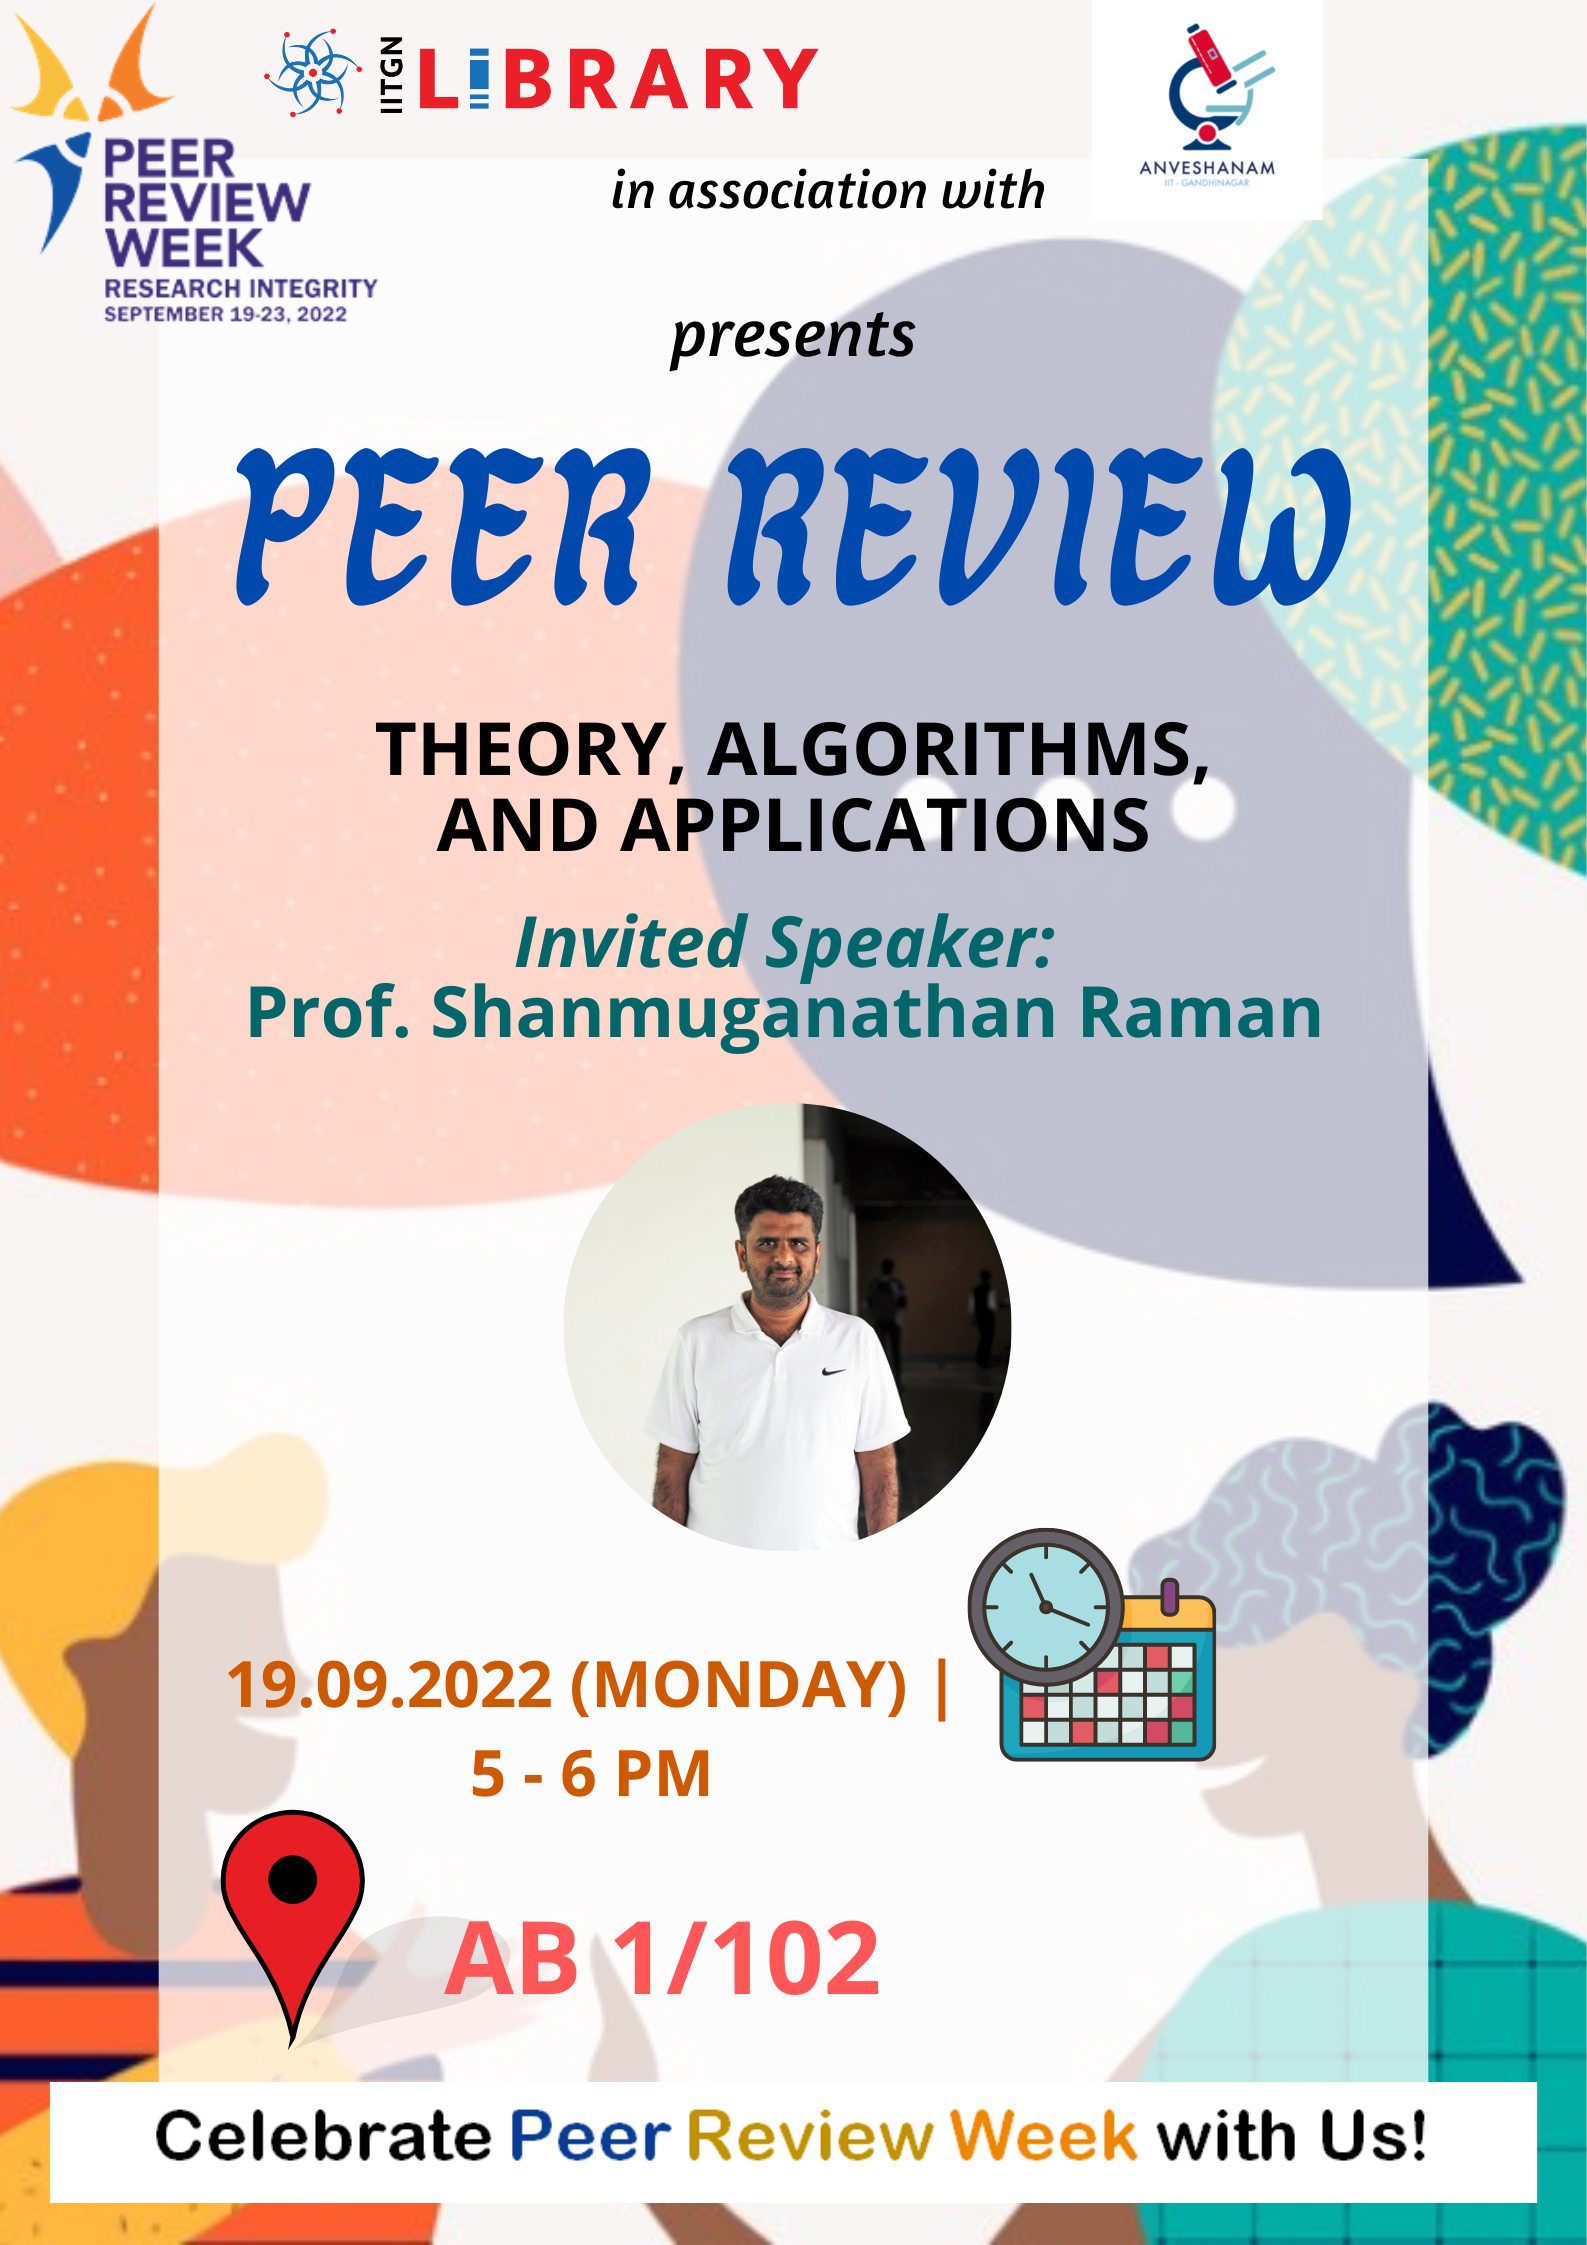 IITGN LIBRARY
ANVESHANAM
IIT - GANDHINAGAR
PEER
REVIEW
WEEK
RESEARCH INTEGRITY
SEPTEMBER 19-23, 2022
in association with
presents
PEER REVIEW
THEORY, ALGORITHMS,
AND APPLICATIONS
Invited Speaker:
Prof. Shanmuganathan Raman
19.09.2022 (MONDAY) |
5 - 6 PM
AB 1/102
Celebrate Peer Review Week with Us!